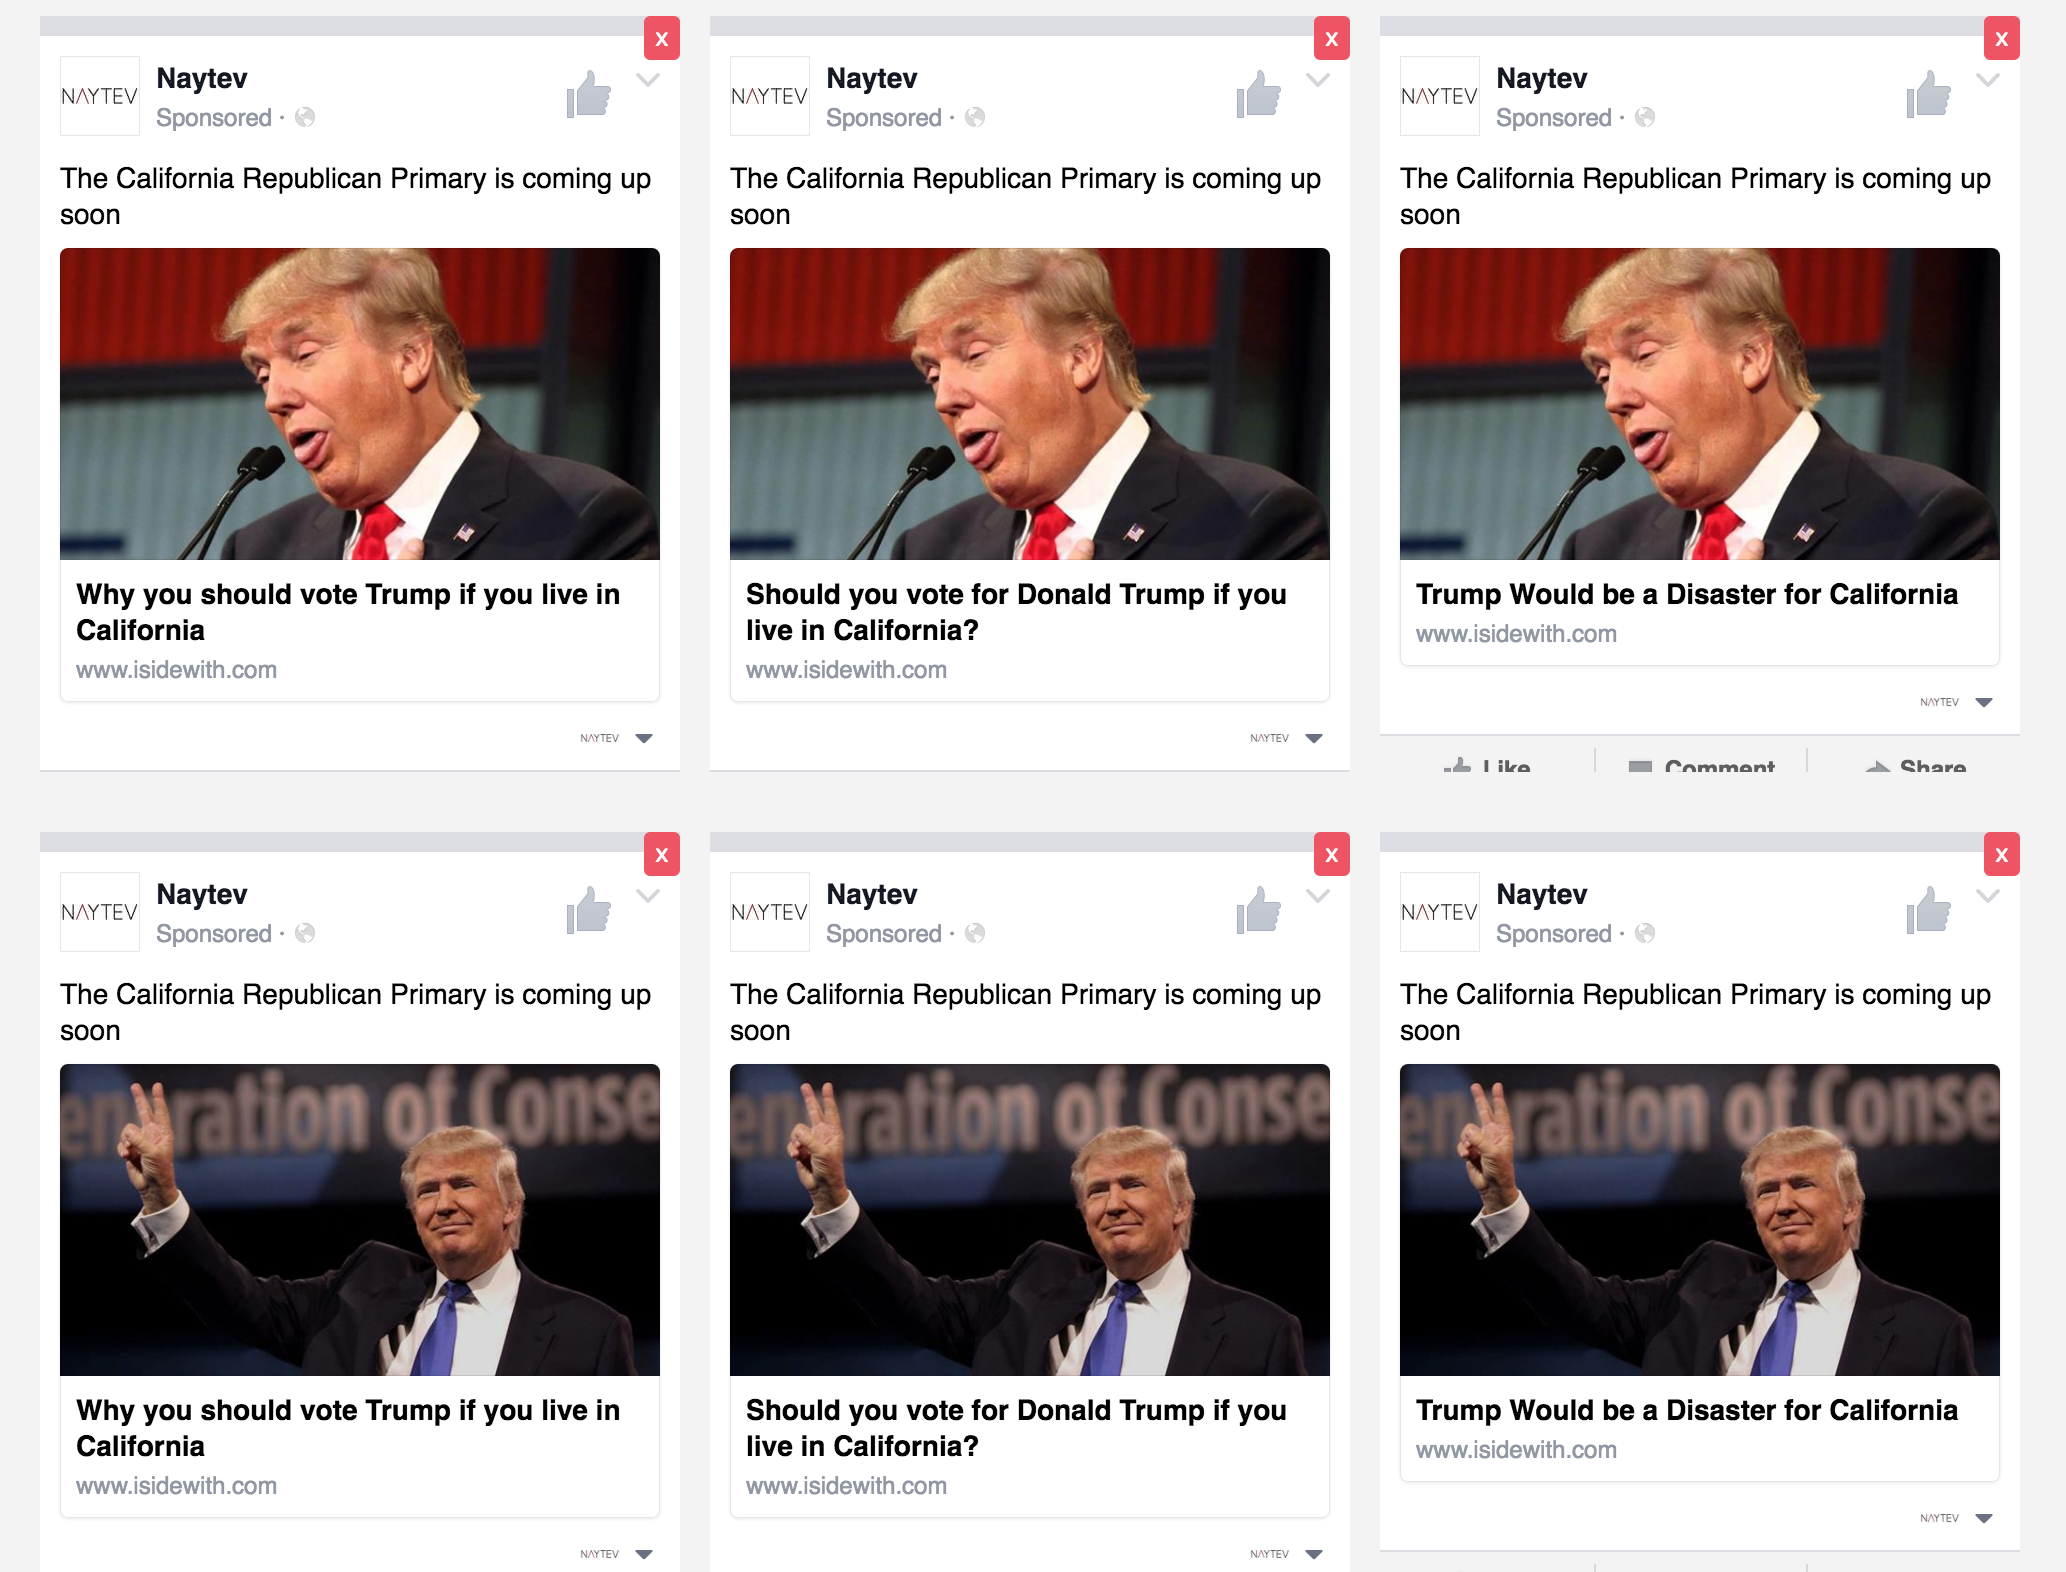 X
NAYTEV
Naytev
Sponsored ·
The California Republican Primary is coming up
soon
Why you should vote Trump if you live in
California
www.isidewith.com
NAYTEV
X
NAYTEV
Naytev
Sponsored ·
The California Republican Primary is coming up
soon
Should you vote for Donald Trump if you
live in California?
www.isidewith.com
NAYTEV
X
NAYTEV
Naytev
Sponsored ·
The California Republican Primary is coming up
soon
Trump Would be a Disaster for California
www.isidewith.com
NAYTEV
Like Comment Share
X
NAYTEV
Naytev
Sponsored ·
The California Republican Primary is coming up
soon
en ration of Conse
Why you should vote Trump if you live in
California
www.isidewith.com
NAYTEV
X
NAYTEV
Naytev
Sponsored ·
The California Republican Primary is coming up
soon
en ration of Conse
Should you vote for Donald Trump if you
live in California?
www.isidewith.com
NAYTEV
X
NAYTEV
Naytev
Sponsored ·
The California Republican Primary is coming up
soon
en ration of Conse
Trump Would be a Disaster for California
www.isidewith.com
NAYTEV